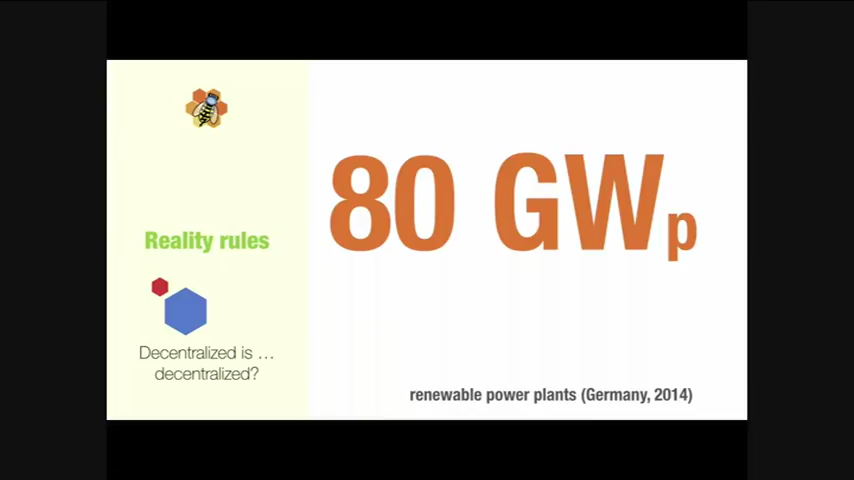 Reality rules
Decentralized is …
decentralized?
80 GWp
renewable power plants (Germany, 2014)